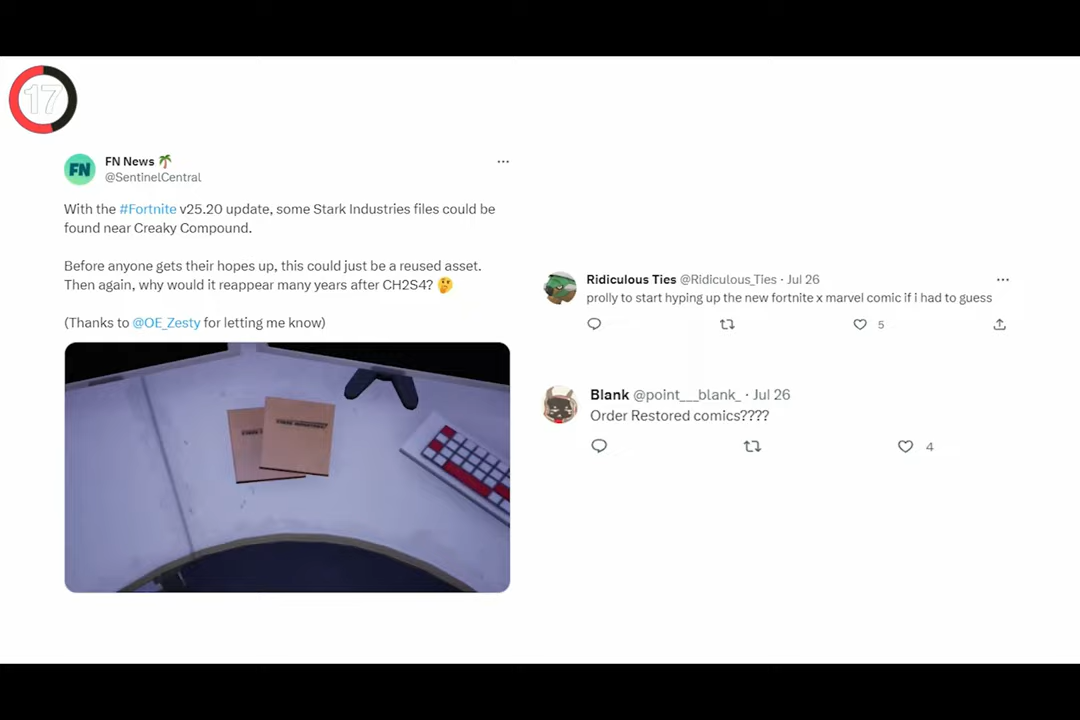 17
FN News 🌴
FN
@SentinelCentral
With the #Fortnite v25.20 update, some Stark Industries files could be
found near Creaky Compound.
Before anyone gets their hopes up, this could just be a reused asset.
Then again, why would it reappear many years after CH2S4? 🤔
(Thanks to @OE_Zesty for letting me know)
STARK INDUSTRIES
Ridiculous Ties @Ridiculous_Ties · Jul 26
prolly to start hyping up the new fortnite x marvel comic if i had to guess
5
Blank @point___blank_ · Jul 26
Order Restored comics????
4